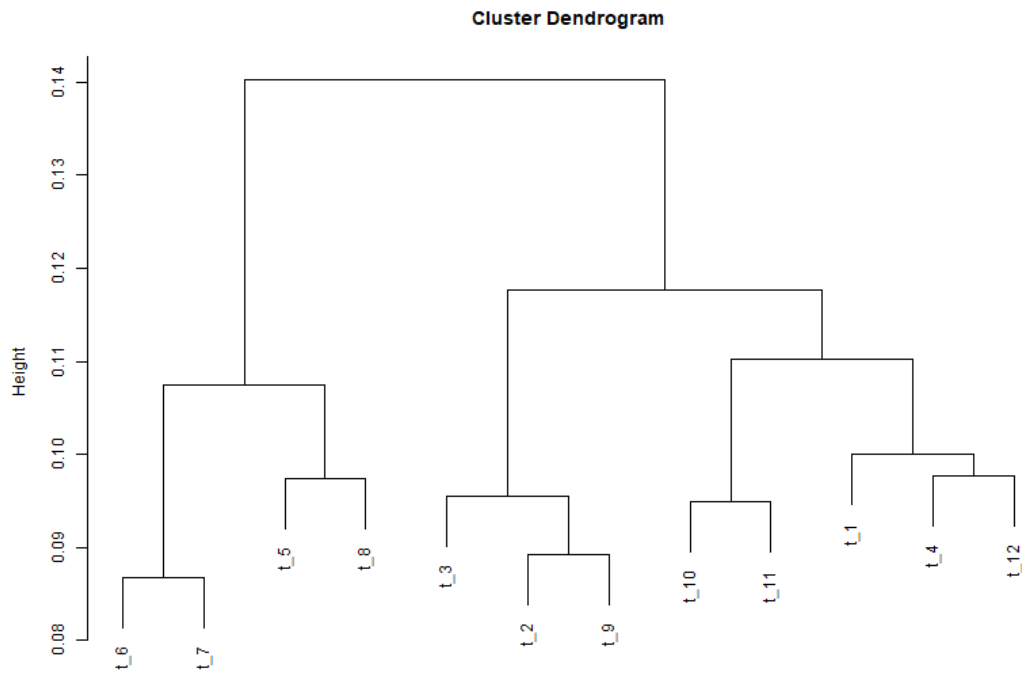 Cluster Dendrogram
Height
0.14
0.13
0.12
0.11
0.10
0.09
0.08
t_6
t_7
t_5
t_8
t_3
t_2
t_9
t_10
t_11
t_1
t_4
t_12